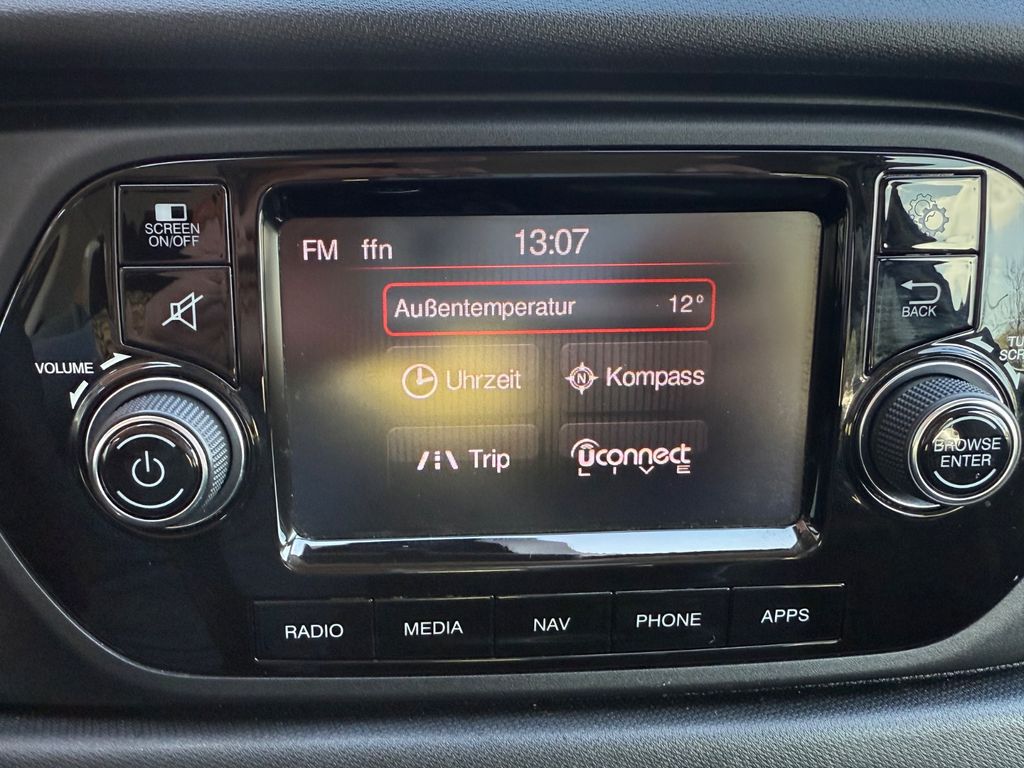 SCREEN
ON/OFF
VOLUME
FM ffn 13:07
Außentemperatur 12°
Uhrzeit
N Kompass
Trip
uconnect
LIVE
BACK
BROWSE
ENTER
RADIO
MEDIA
NAV
PHONE
APPS